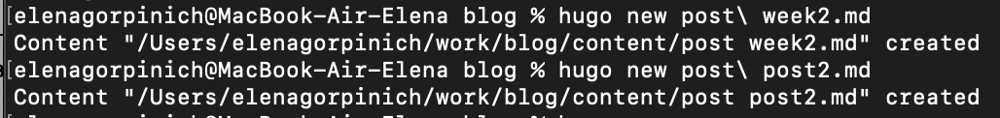 [elenagorpinich@MacBook-Air-Elena blog % hugo new post\ week2.md
Content "/Users/elenagorpinich/work/blog/content/post week2.md" created
[elenagorpinich@MacBook-Air-Elena blog % hugo new post\ post2.md
Content "/Users/elenagorpinich/work/blog/content/post post2.md" created